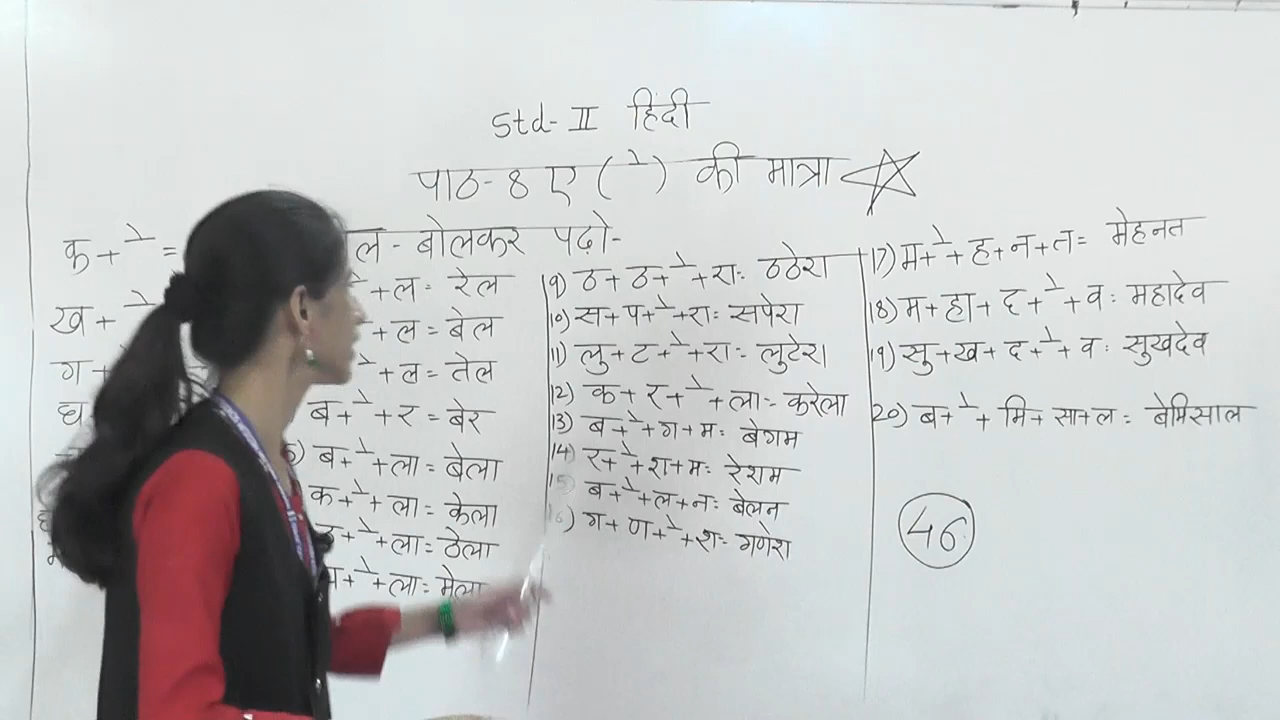 Std- II हिंदी
पाठ- 8 ए ( े ) की मात्रा
बोलकर पढ़ो-
क + े =
ख + े
ग +
घ
+ ल = रेल
+ ल = बेल
+ ल = तेल
ब + े + र = बेर
ब + े + ला = बेला
क + े + ला = केला
े + ला = ठेला
े + ला = मेला
9) ठ + ठ + े + रा = ठठेरा
10) स + प + े + रा = सपेरा
11) लु + ट + े + रा = लुटेरा
12) क + र + े + ला = करेला
13) ब + े + ग + म = बेगम
14) र + े + श + म = रेशम
15) ब + े + ल + न = बेलन
16) ग + ण + े + श = गणेश
17) म + े + ह + न + त = मेहनत
18) म + हा + द + े + व = महादेव
19) सु + ख + द + े + व = सुखदेव
20) ब + े + मि + सा + ल = बेमिसाल
46